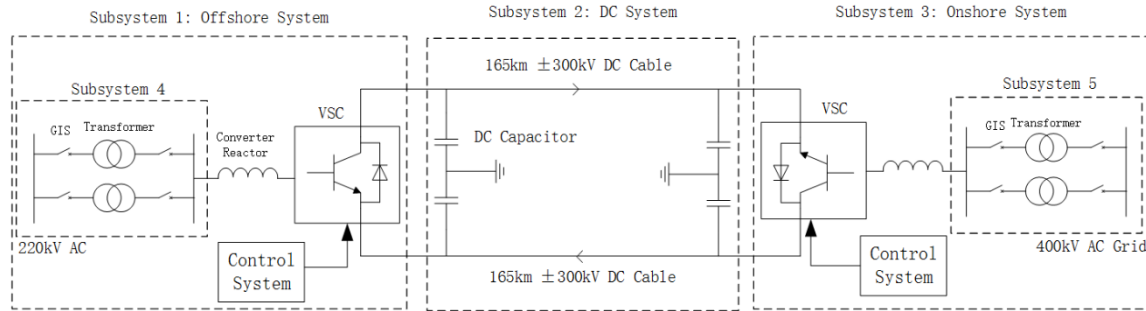 Subsystem 1: Offshore System
Subsystem 2: DC System
Subsystem 3: Onshore System
Subsystem 4
GIS Transformer
220kV AC
Converter
Reactor
VSC
Control
System
165km ±300kV DC Cable
DC Capacitor
165km ±300kV DC Cable
VSC
Control
System
Subsystem 5
GIS Transformer
400kV AC Grid